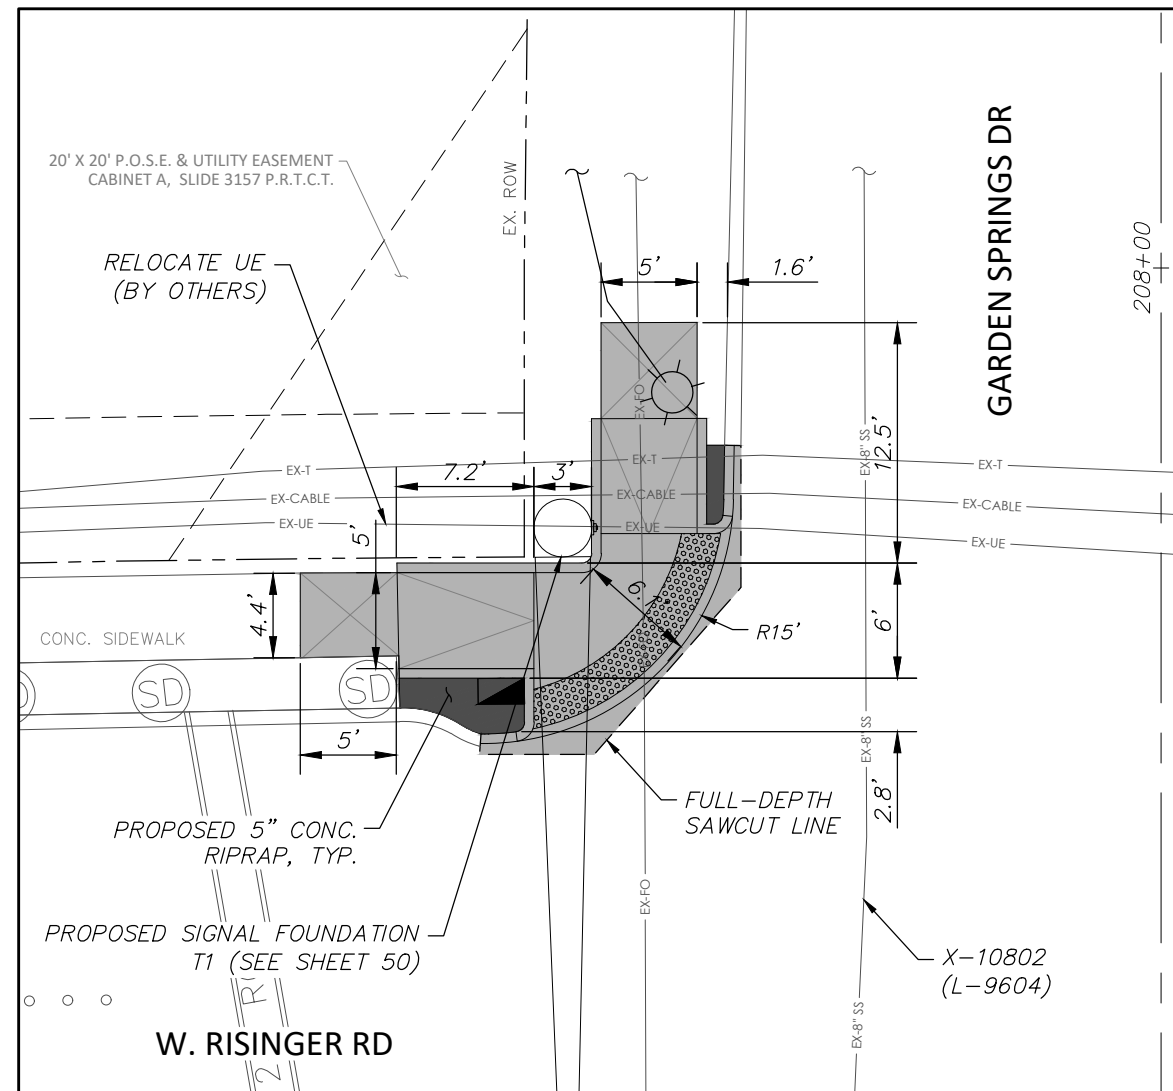 20' X 20' P.O.S.E. & UTILITY EASEMENT
CABINET A, SLIDE 3157 P.R.T.C.T.
EX. ROW
GARDEN SPRINGS DR
208+00
RELOCATE UE
(BY OTHERS)
5'
1.6'
EX-FO
12.5'
EX-8" SS
7.2'
3'
EX-T
EX-T
EX-T
EX-CABLE
EX-CABLE
EX-CABLE
EX-UE
EX-UE
EX-UE
5'
4.4'
CONC. SIDEWALK
R15'
6'
SD
SD
5'
EX-8" SS
2.8'
FULL-DEPTH
SAWCUT LINE
PROPOSED 5" CONC.
RIPRAP, TYP.
EX-FO
PROPOSED SIGNAL FOUNDATION
T1 (SEE SHEET 50)
X-10802
(L-9604)
EX-8" SS
W. RISINGER RD